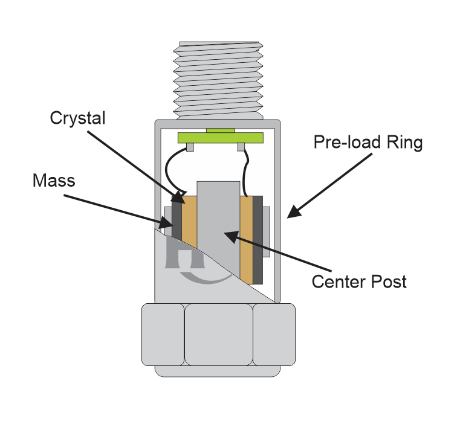 Crystal
Pre-load Ring
Mass
H
Center Post